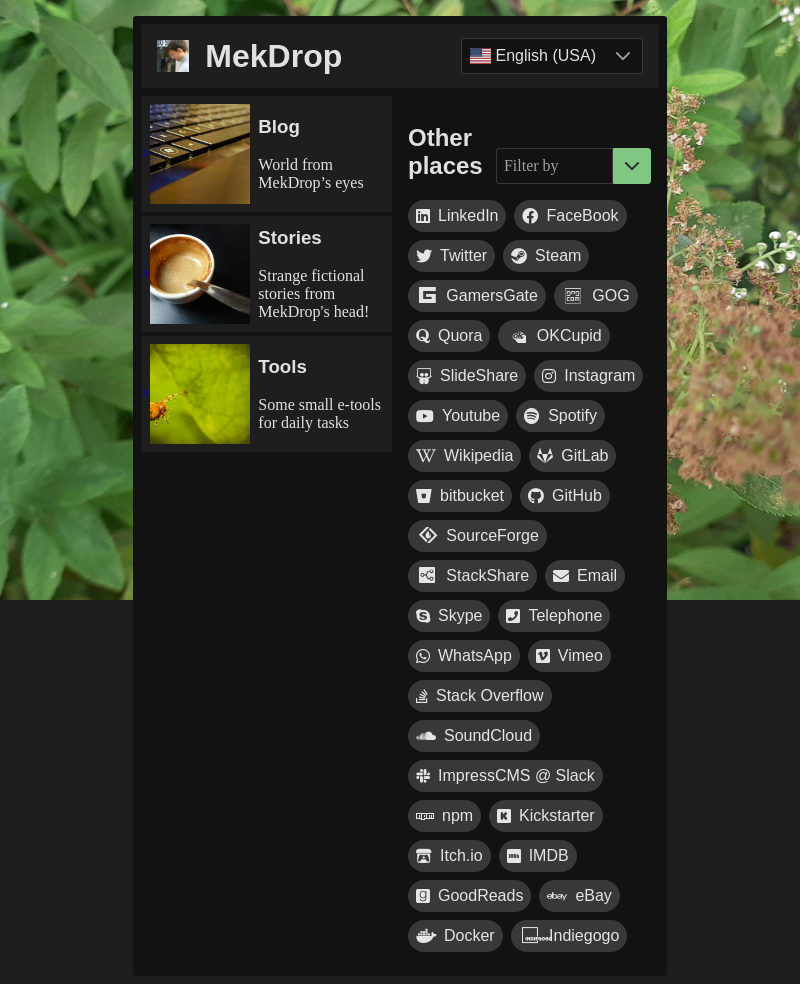 MekDrop
English (USA)
Blog
World from
MekDrop’s eyes
Stories
Strange fictional
stories from
MekDrop's head!
Tools
Some small e-tools
for daily tasks
Other
places
Filter by
LinkedIn FaceBook
Twitter Steam
GamersGate GOG
Quora OKCupid
SlideShare Instagram
Youtube Spotify
Wikipedia GitLab
bitbucket GitHub
SourceForge
StackShare Email
Skype Telephone
WhatsApp Vimeo
Stack Overflow
SoundCloud
ImpressCMS @ Slack
npm Kickstarter
Itch.io IMDB
GoodReads eBay
Docker Indiegogo